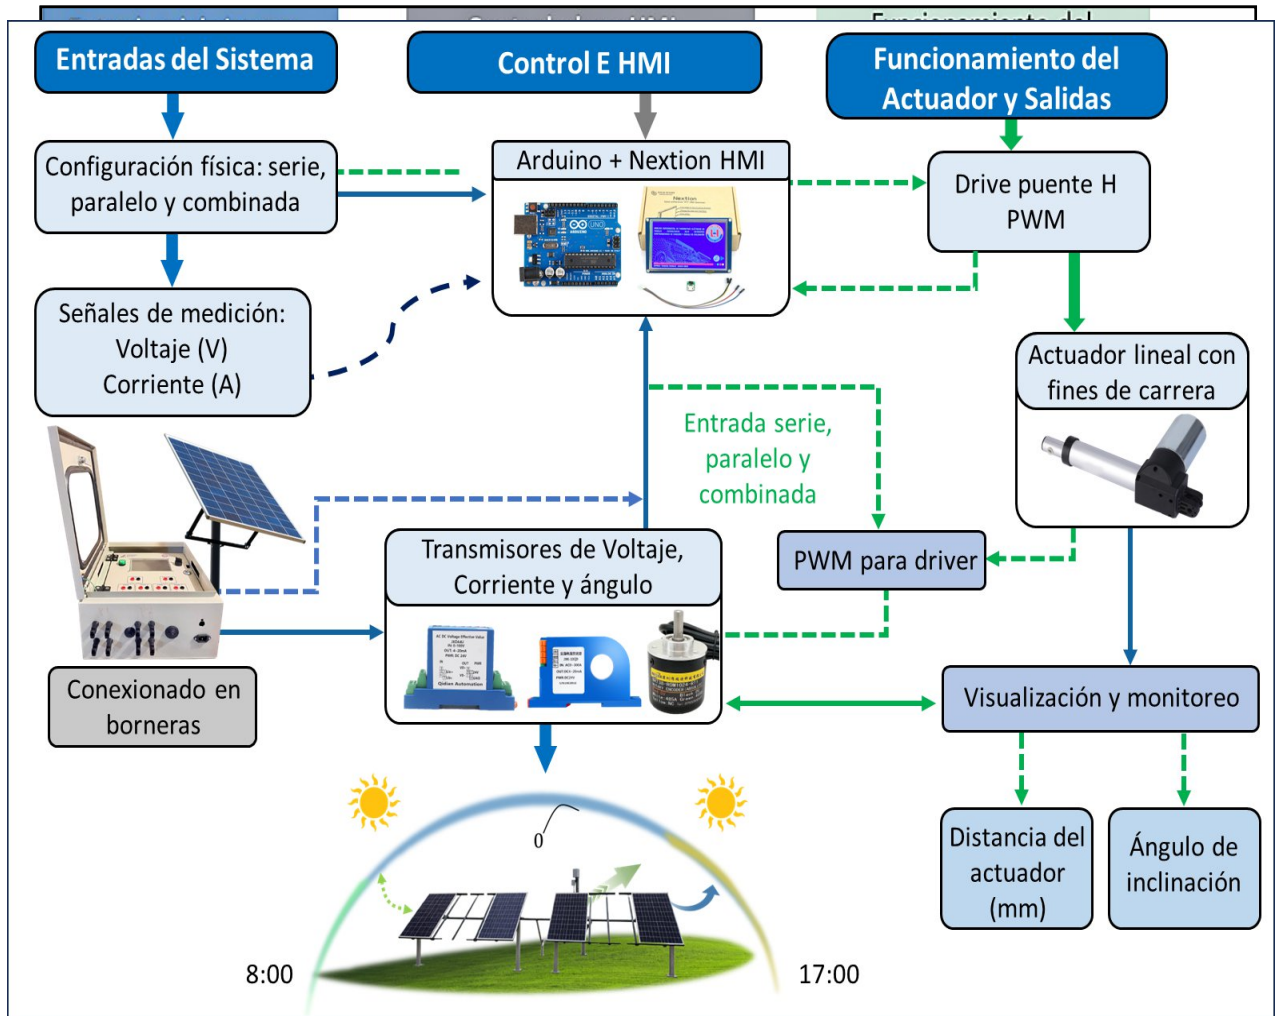 Funcionamiento del
Entradas del Sistema
Control E HMI
Funcionamiento del
Actuador y Salidas
Configuración física: serie,
paralelo y combinada
Arduino + Nextion HMI
Drive puente H
PWM
Señales de medición:
Voltaje (V)
Corriente (A)
Actuador lineal con
fines de carrera
Entrada serie,
paralelo y
combinada
Transmisores de Voltaje,
Corriente y ángulo
PWM para driver
Conexionado en
borneras
Visualización y monitoreo
Distancia del
actuador
(mm)
Ángulo de
inclinación
0
8:00
17:00